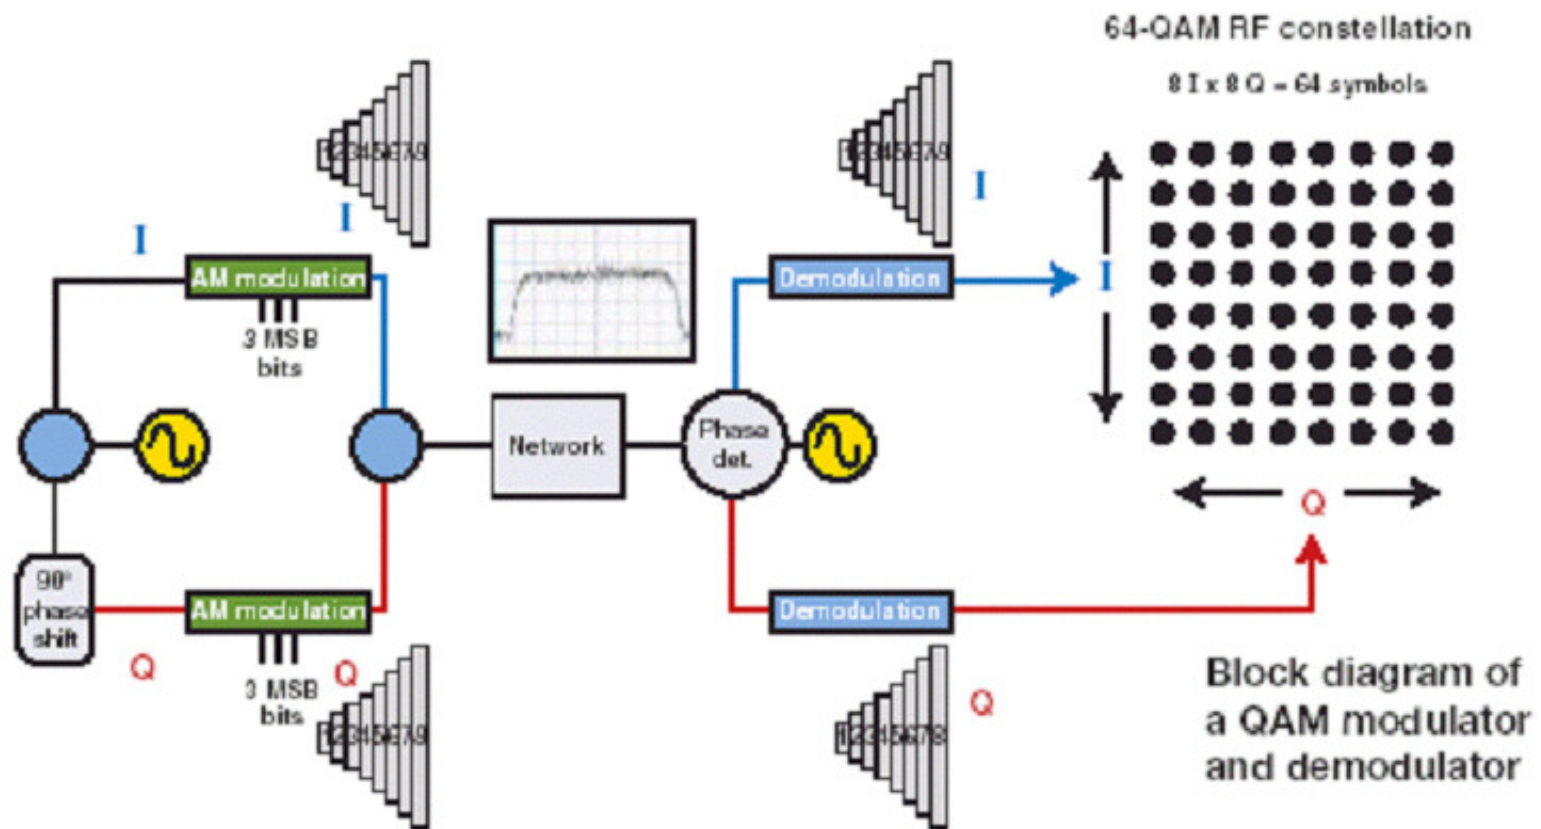 64-QAM RF constellation
8 I x 8 Q = 64 symbols
I
I
I
I
AM modulation
Demodulation
3 MSB
bits
Network
Phase
det.
90°
phase
shift
AM modulation
Demodulation
Q
Q
Q
Q
3 MSB
bits
Block diagram of
a QAM modulator
and demodulator